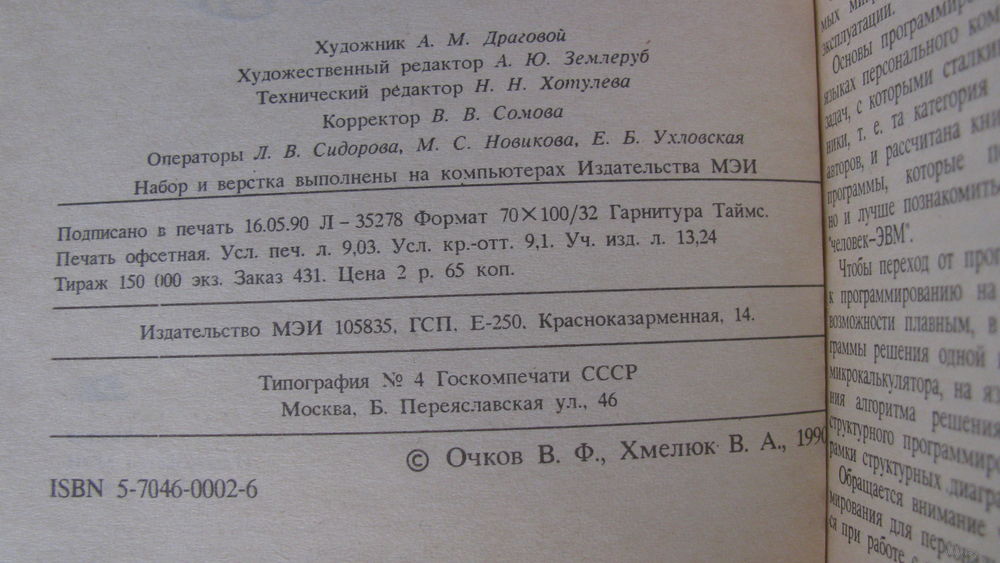 Художник А. М. Драговой
Художественный редактор А. Ю. Землеруб
Технический редактор Н. Н. Хотулева
Корректор В. В. Сомова
Операторы Л. В. Сидорова, М. С. Новикова, Е. Б. Ухловская
Набор и верстка выполнены на компьютерах Издательства МЭИ
Подписано в печать 16.05.90 Л – 35278 Формат 70×100/32 Гарнитура Таймс.
Печать офсетная. Усл. печ. л. 9,03. Усл. кр.-отт. 9,1. Уч. изд. л. 13,24
Тираж 150 000 экз. Заказ 431. Цена 2 р. 65 коп.
Издательство МЭИ 105835, ГСП, Е-250, Красноказарменная, 14.
Типография № 4 Госкомпечати СССР
Москва, Б. Переяславская ул., 46
© Очков В. Ф., Хмелюк В. А., 1990
ISBN 5-7046-0002-6
эксплуатации.
Основы программиро
языках персонального ком
задач, с которыми сталки
ники, т. е. та категория
авторов, и рассчитана кни
программы, которые п
но и лучше познакомить
"человек-ЭВМ".
Чтобы переход от прог
к программированию на
возможности плавным, в
граммы решения одной
микрокалькулятора, на яз
ния алгоритма решения
структурного программиро
рамки структурных диагра
Обращается внимание
мирования для персональ
ся при работе с